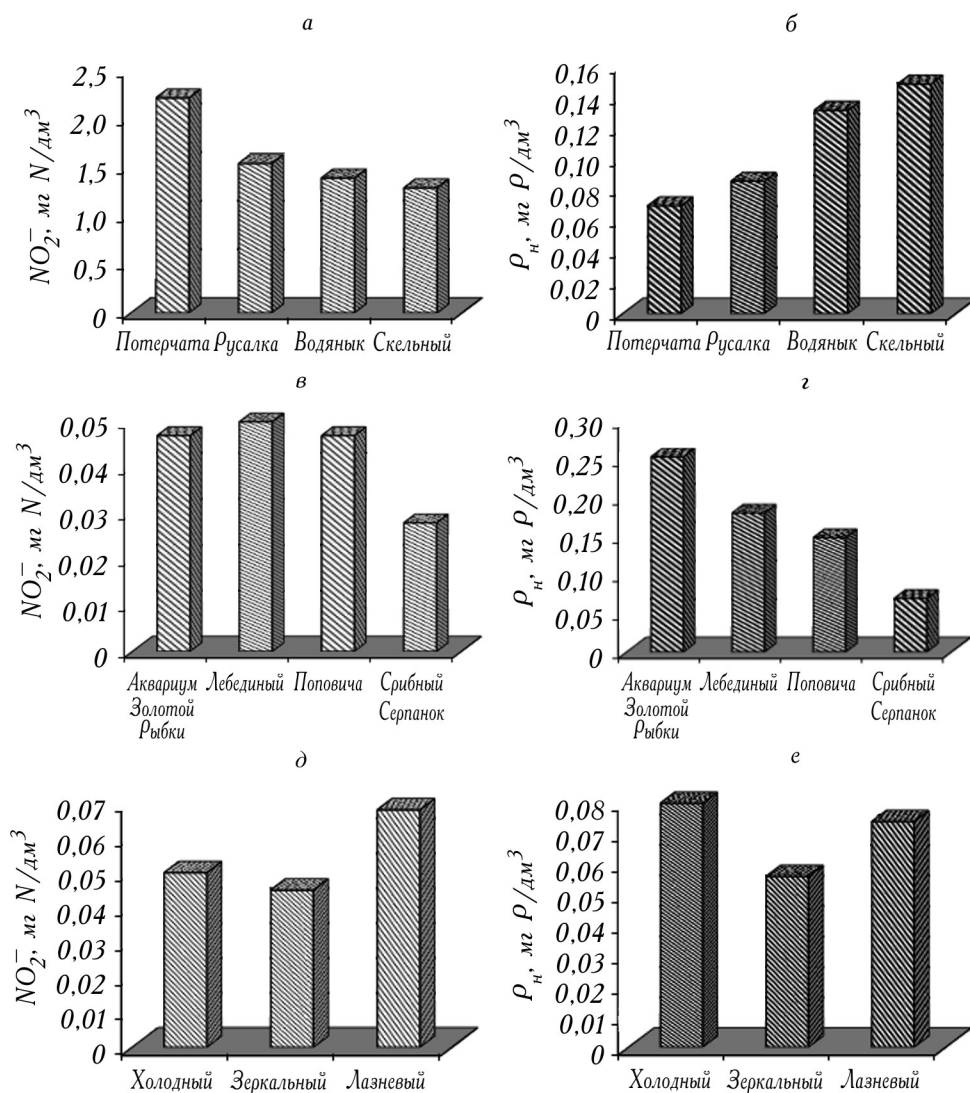 а
NO₂⁻, мг N/дм³
2,5
2,0
1,5
1,0
0,5
0
Потерчата Русалка Водянык Скельный
б
Pн, мг P/дм³
0,16
0,14
0,12
0,10
0,08
0,06
0,04
0,02
0
Потерчата Русалка Водянык Скельный
в
NO₂⁻, мг N/дм³
0,05
0,04
0,03
0,02
0,01
0
Аквариум Лебединый Поповича Срибный
Золотой Серпанок
Рыбки
г
Pн, мг P/дм³
0,30
0,25
0,20
0,15
0,10
0,05
0
Аквариум Лебединый Поповича Срибный
Золотой Серпанок
Рыбки
д
NO₂⁻, мг N/дм³
0,07
0,06
0,05
0,04
0,03
0,02
0,01
0
Холодный Зеркальный Лазневый
е
Pн, мг P/дм³
0,08
0,07
0,06
0,05
0,04
0,03
0,02
0,01
0
Холодный Зеркальный Лазневый